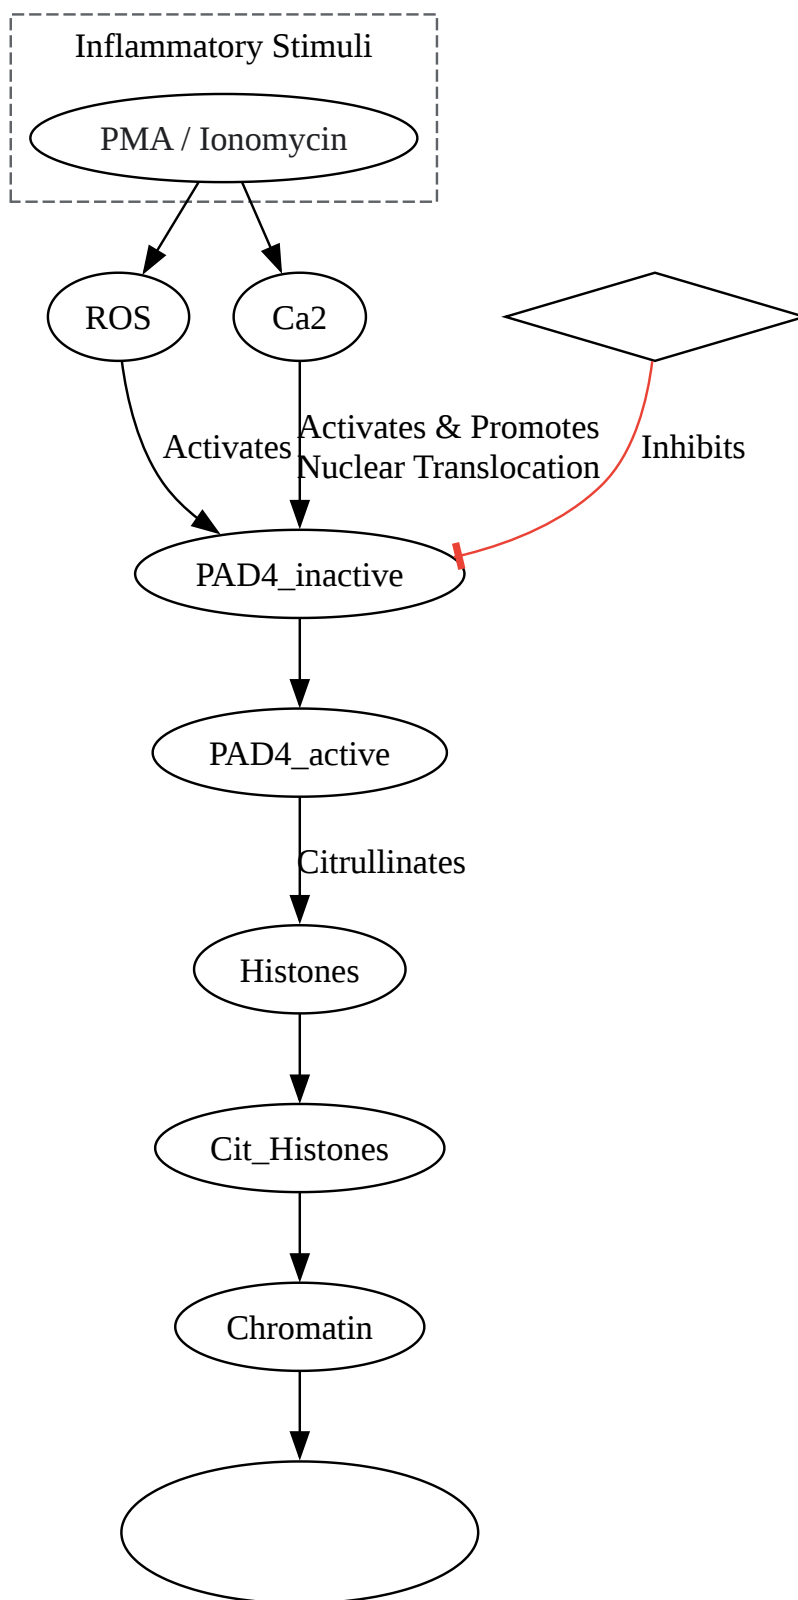 Inflammatory Stimuli
PMA / Ionomycin
ROS
Ca2
Activates
Activates & Promotes
Nuclear Translocation
Inhibits
PAD4_inactive
PAD4_active
Citrullinates
Histones
Cit_Histones
Chromatin